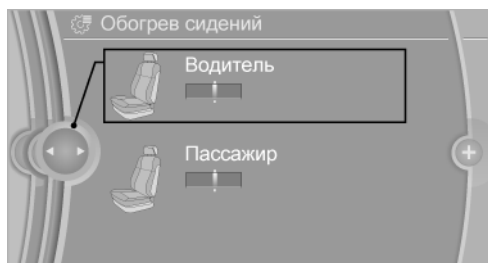 Обогрев сидений
Водитель
Пассажир